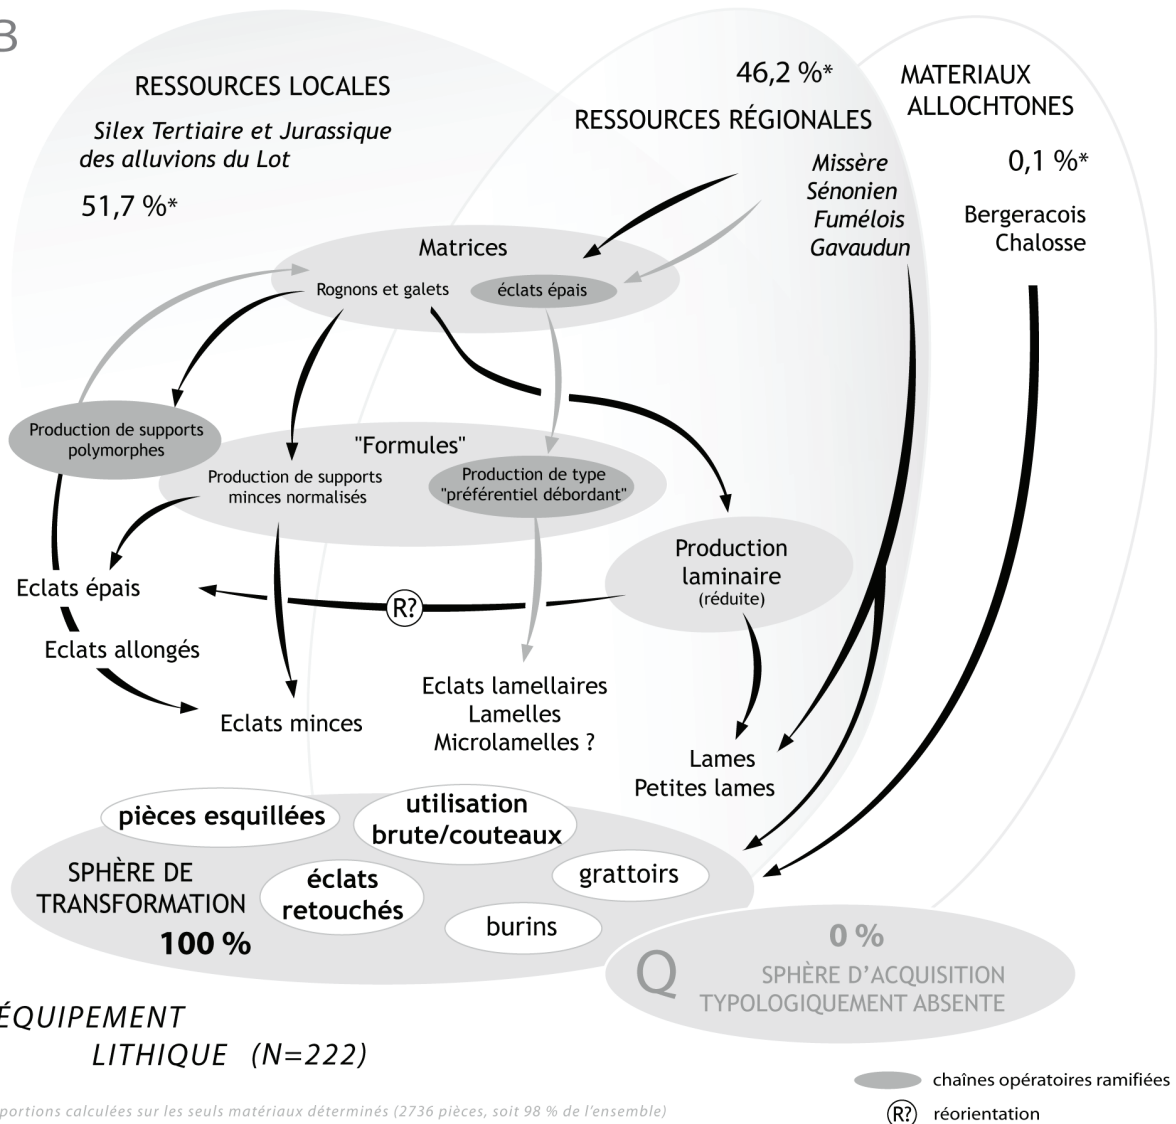 B
RESSOURCES LOCALES
Silex Tertiaire et Jurassique
des alluvions du Lot
51,7 %*
46,2 %*
RESSOURCES RÉGIONALES
Missère
Sénonien
Fumélois
Gavaudun
MATERIAUX
ALLOCHTONES
0,1 %*
Bergeracois
Chalosse
Matrices
Rognons et galets
éclats épais
Production de supports
polymorphes
"Formules"
Production de supports
minces normalisés
Production de type
"préférentiel débordant"
Production
laminaire
(réduite)
Eclats épais
R?
Eclats allongés
Eclats minces
Eclats lamellaires
Lamelles
Microlamelles ?
Lames
Petites lames
pièces esquillées
utilisation
brute/couteaux
SPHÈRE DE
TRANSFORMATION
100 %
éclats
retouchés
grattoirs
burins
0 %
Q
SPHÈRE D'ACQUISITION
TYPOLOGIQUEMENT ABSENTE
ÉQUIPEMENT
LITHIQUE (N=222)
chaînes opératoires ramifiées
R? réorientation
portions calculées sur les seuls matériaux déterminés (2736 pièces, soit 98 % de l'ensemble)